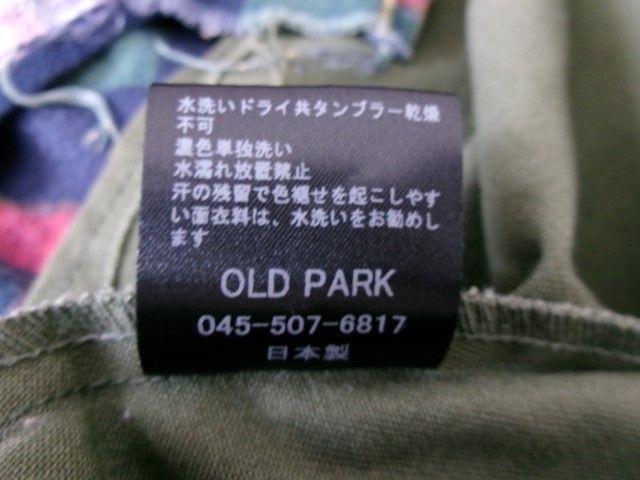 水洗いドライ共タンブラー乾燥
不可
濃色単独洗い
水濡れ放置禁止
汗の残留で色褪せを起こしやす
い面衣料は、水洗いをお勧めし
ます
OLD PARK
045-507-6817
日本製